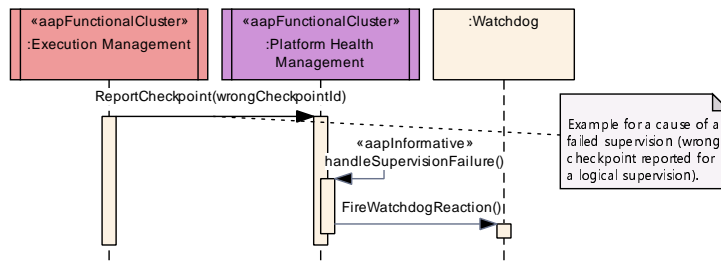 «aapFunctionalCluster»
:Execution Management
«aapFunctionalCluster»
:Platform Health
Management
:Watchdog
ReportCheckpoint(wrongCheckpointId)
Example for a cause of a
failed supervision (wrong
checkpoint reported for
a logical supervision).
«aapInformative»
handleSupervisionFailure()
FireWatchdogReaction()